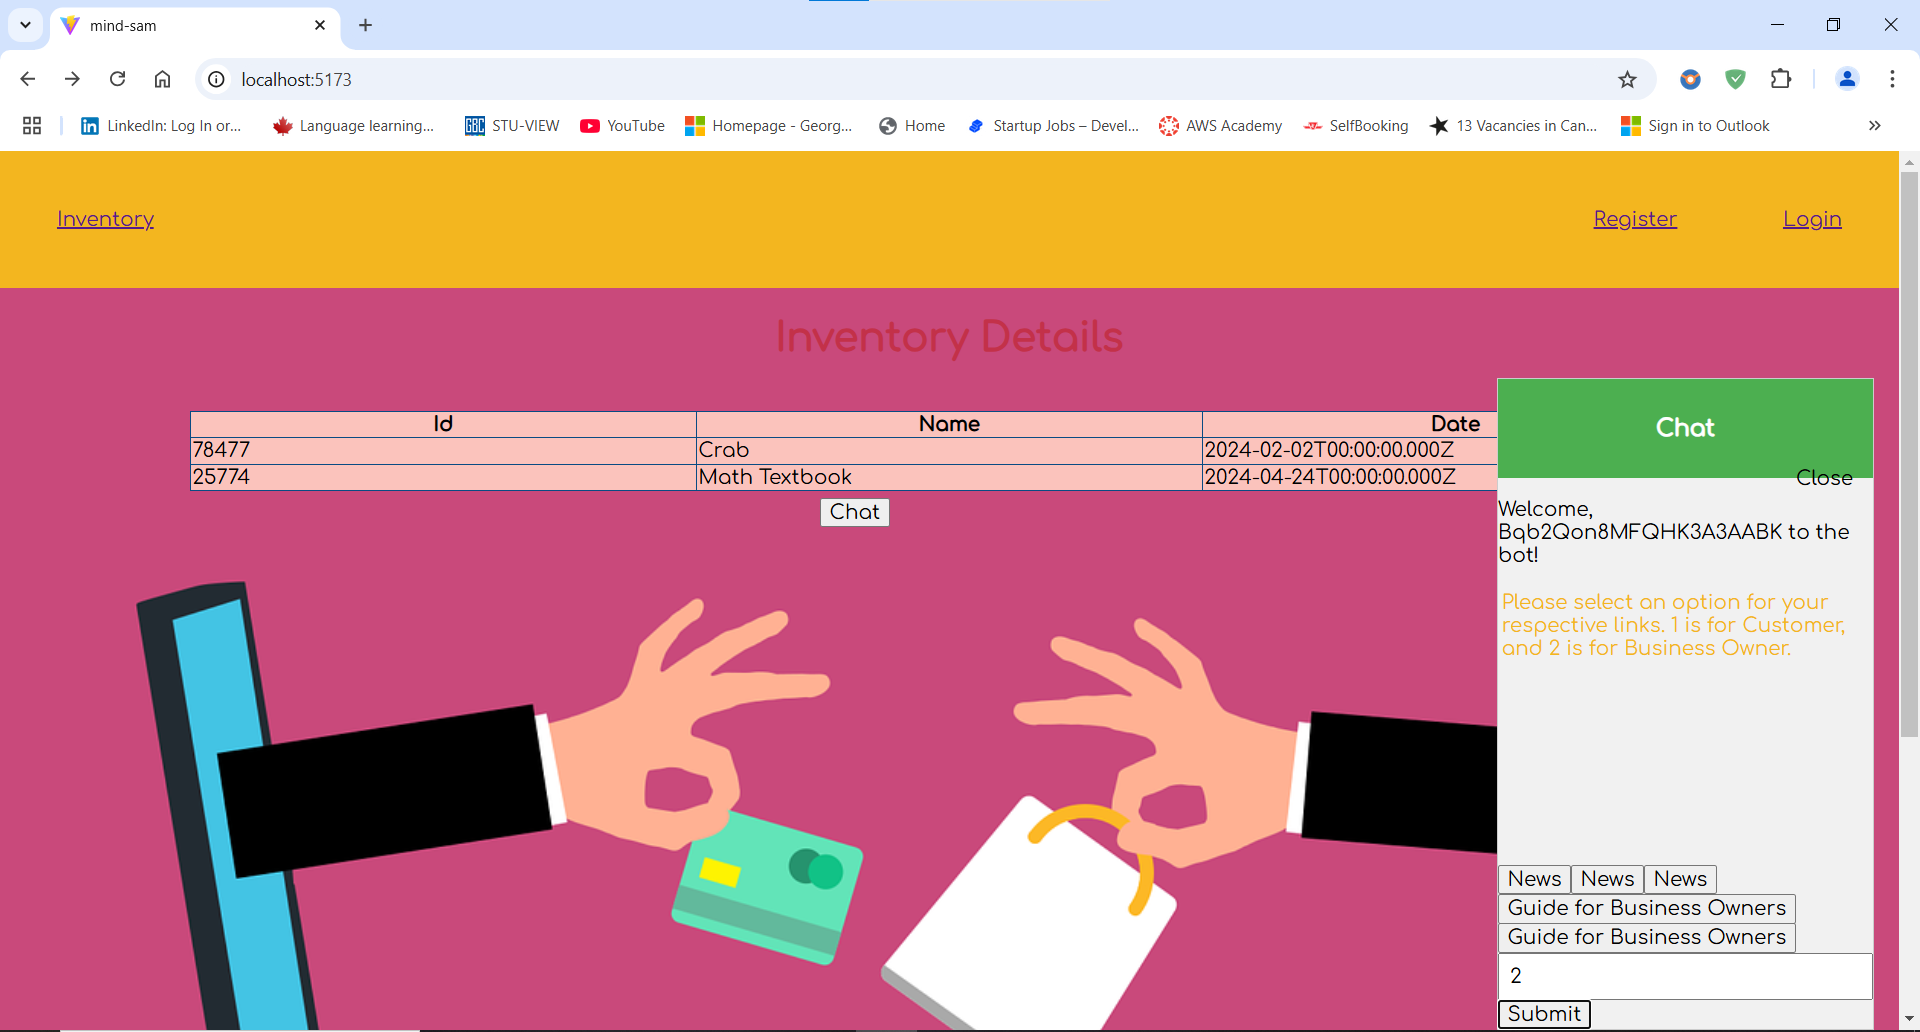 mind-sam
localhost:5173
LinkedIn: Log In or...
Language learning...
GBC STU-VIEW
YouTube
Homepage - Georg...
Home
Startup Jobs – Devel...
AWS Academy
SelfBooking
13 Vacancies in Can...
Sign in to Outlook
Inventory
Register
Login
Inventory Details
Id Name Date
78477 Crab 2024-02-02T00:00:00.000Z
25774 Math Textbook 2024-04-24T00:00:00.000Z
Chat
Chat
Close
Welcome,
Bqb2Qon8MFQHK3A3AABK to the
bot!
Please select an option for your
respective links. 1 is for Customer,
and 2 is for Business Owner.
News News News
Guide for Business Owners
Guide for Business Owners
2
Submit